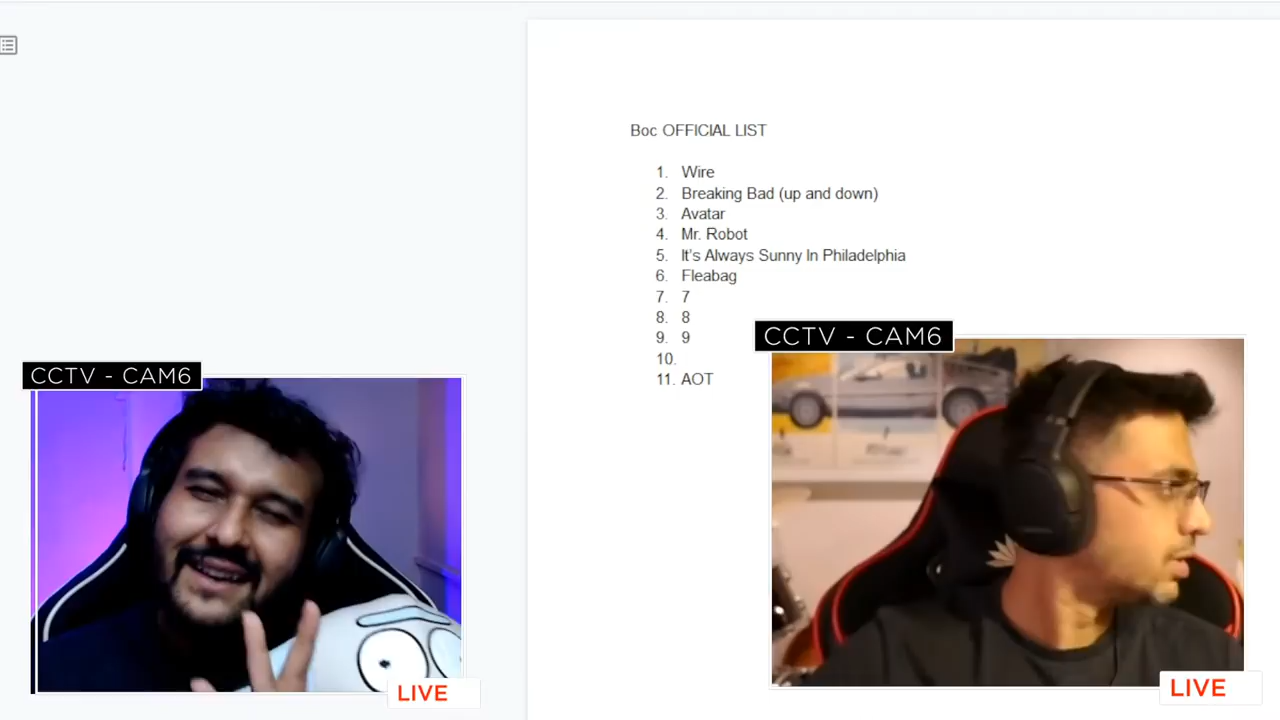 Boc OFFICIAL LIST
1. Wire
2. Breaking Bad (up and down)
3. Avatar
4. Mr. Robot
5. It's Always Sunny In Philadelphia
6. Fleabag
7. 7
8. 8
9. 9
10.
11. AOT
CCTV - CAM6
CCTV - CAM6
LIVE
LIVE